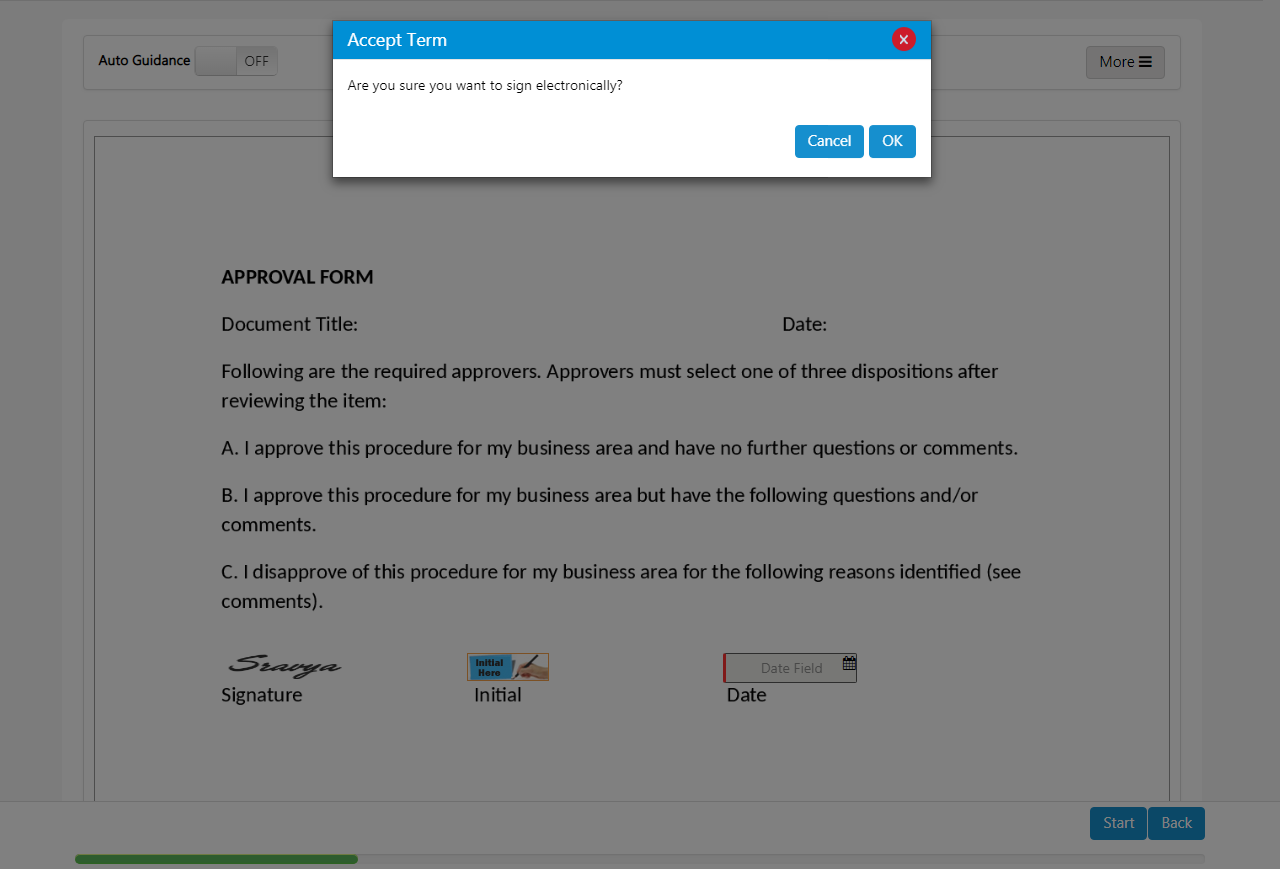 Accept Term
Auto Guidance OFF
More
Are you sure you want to sign electronically?
Cancel OK
APPROVAL FORM
Document Title: Date:
Following are the required approvers. Approvers must select one of three dispositions after
reviewing the item:
A. I approve this procedure for my business area and have no further questions or comments.
B. I approve this procedure for my business area but have the following questions and/or
comments.
C. I disapprove of this procedure for my business area for the following reasons identified (see
comments).
Sravya
Initial
Here
Date Field
Signature Initial Date
Start Back